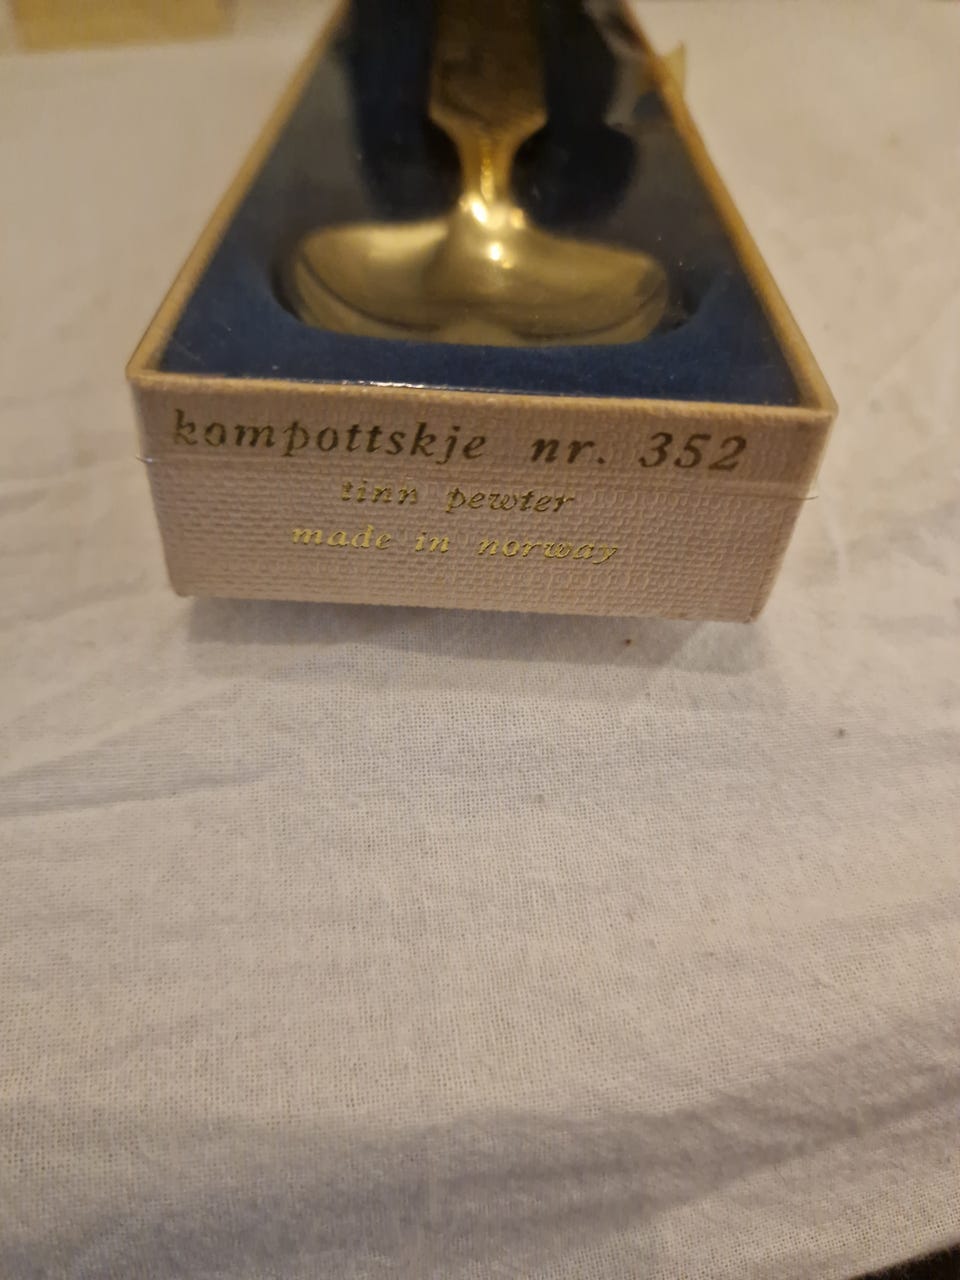 kompottskje nr. 352
tinn pewter
made in norway